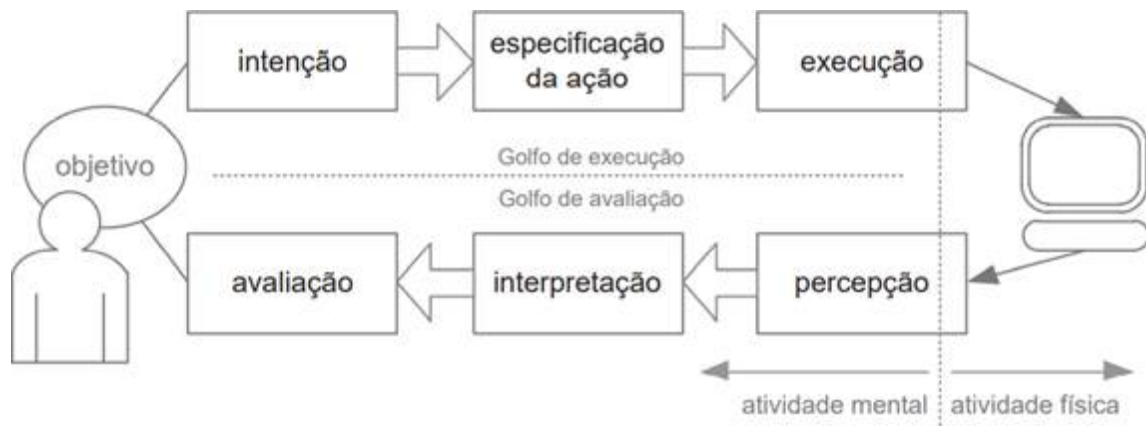 intenção
especificação
da ação
execução
objetivo
Golfo de execução
Golfo de avaliação
avaliação
interpretação
percepção
atividade mental
atividade física